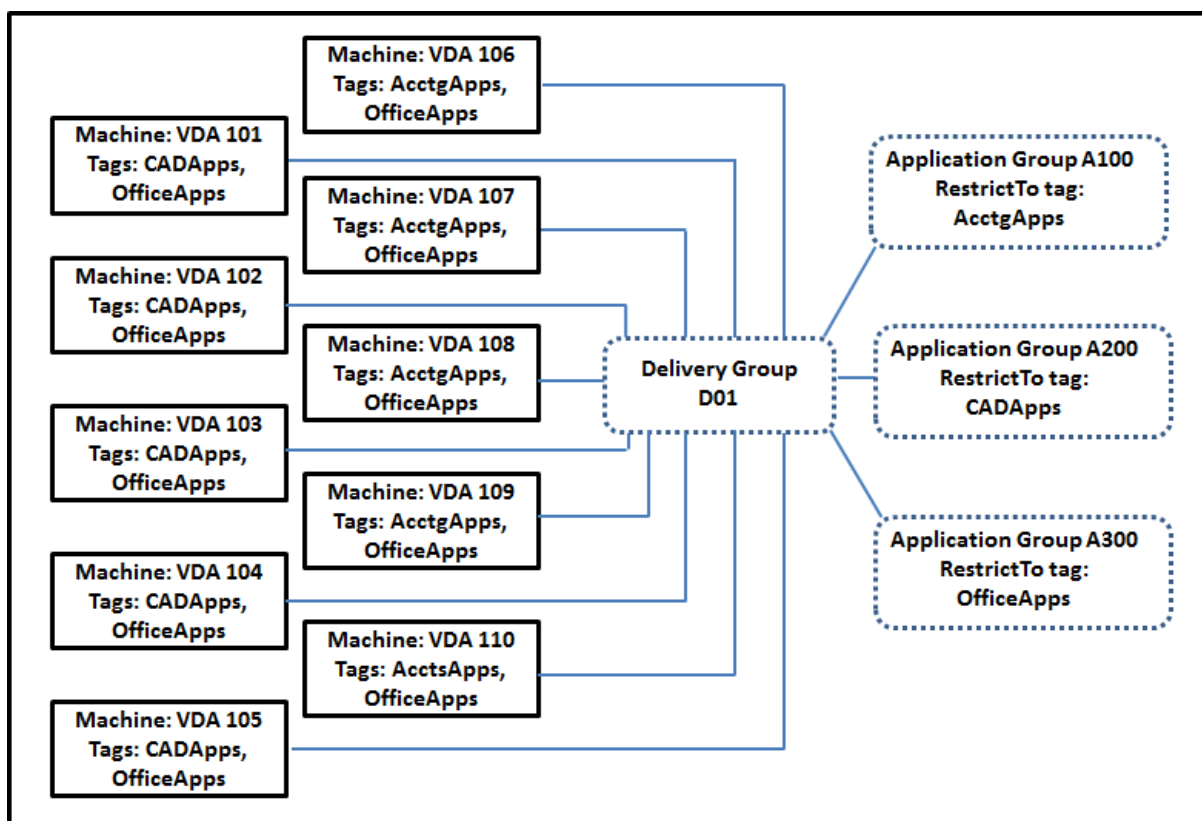 Machine: VDA 106
Tags: AcctgApps,
OfficeApps
Machine: VDA 101
Tags: CADApps,
OfficeApps
Machine: VDA 107
Tags: AcctgApps,
OfficeApps
Machine: VDA 102
Tags: CADApps,
OfficeApps
Machine: VDA 108
Tags: AcctgApps,
OfficeApps
Machine: VDA 103
Tags: CADApps,
OfficeApps
Machine: VDA 109
Tags: AcctgApps,
OfficeApps
Machine: VDA 104
Tags: CADApps,
OfficeApps
Machine: VDA 110
Tags: AcctsApps,
OfficeApps
Machine: VDA 105
Tags: CADApps,
OfficeApps
Delivery Group
D01
Application Group A100
RestrictTo tag:
AcctgApps
Application Group A200
RestrictTo tag:
CADApps
Application Group A300
RestrictTo tag:
OfficeApps